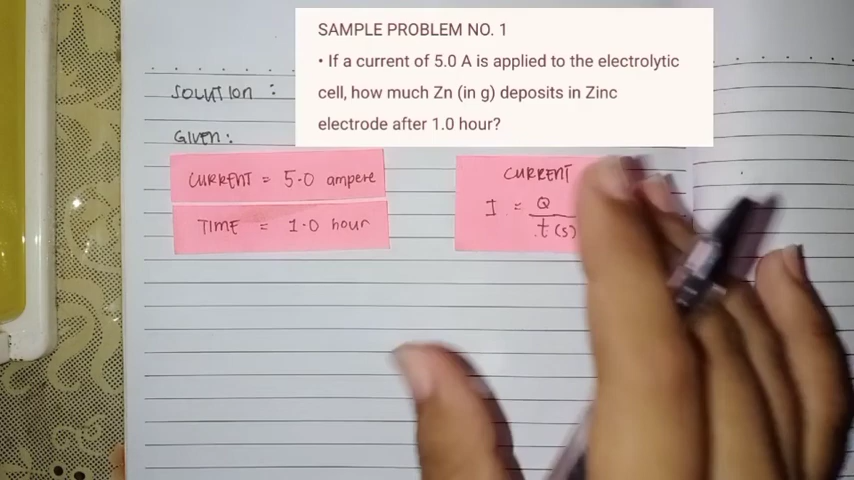 SAMPLE PROBLEM NO. 1
• If a current of 5.0 A is applied to the electrolytic
cell, how much Zn (in g) deposits in Zinc
electrode after 1.0 hour?
SOLUTION :
GIVEN:
CURRENT = 5.0 ampere
TIME = 1.0 hour
CURRENT
I = Q
t (s)